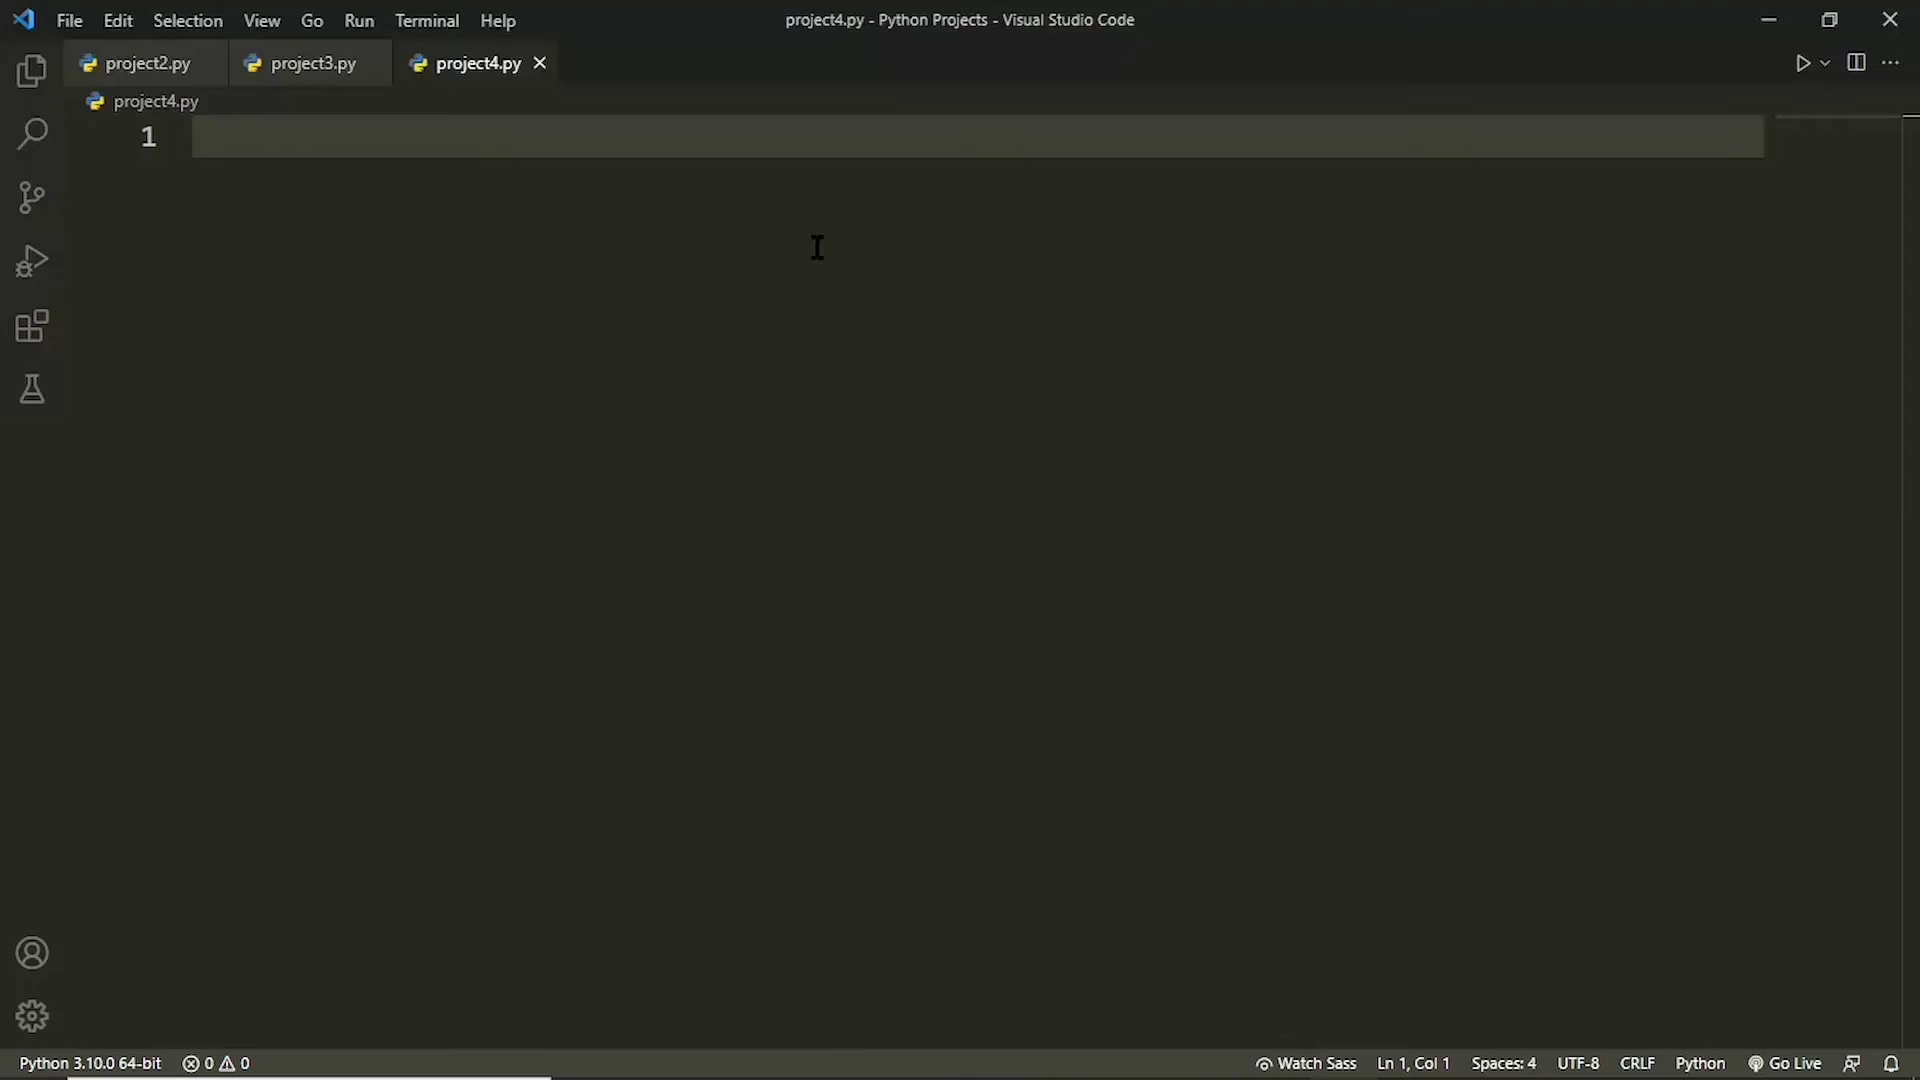 File Edit Selection View Go Run Terminal Help project4.py - Python Projects - Visual Studio Code
project2.py project3.py project4.py
project4.py
1
Python 3.10.0 64-bit 0 0 Watch Sass Ln 1, Col 1 Spaces: 4 UTF-8 CRLF Python Go Live